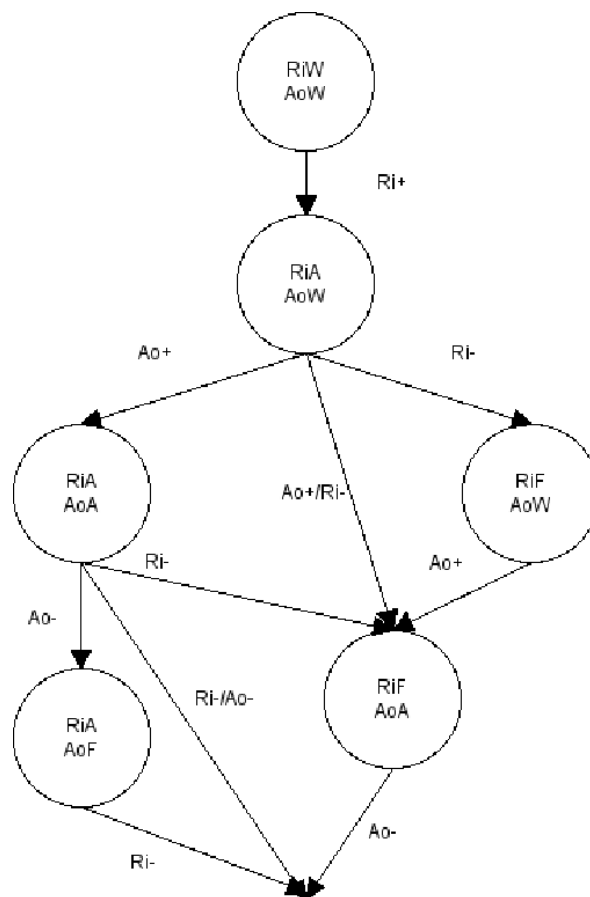 RiW
AoW
Ri+
RiA
AoW
Ao+
Ri-
RiA
AoA
Ao+/Ri-
RiF
AoW
Ri-
Ao+
Ao-
RiA
AoF
Ri-/Ao-
RiF
AoA
Ri-
Ao-